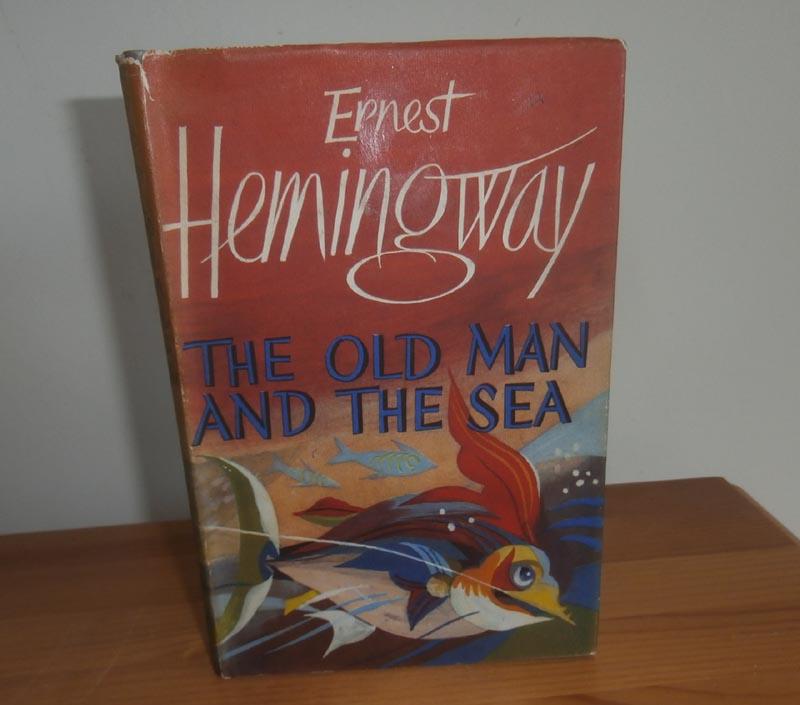 Ernest
Hemingway
THE OLD MAN
AND THE SEA